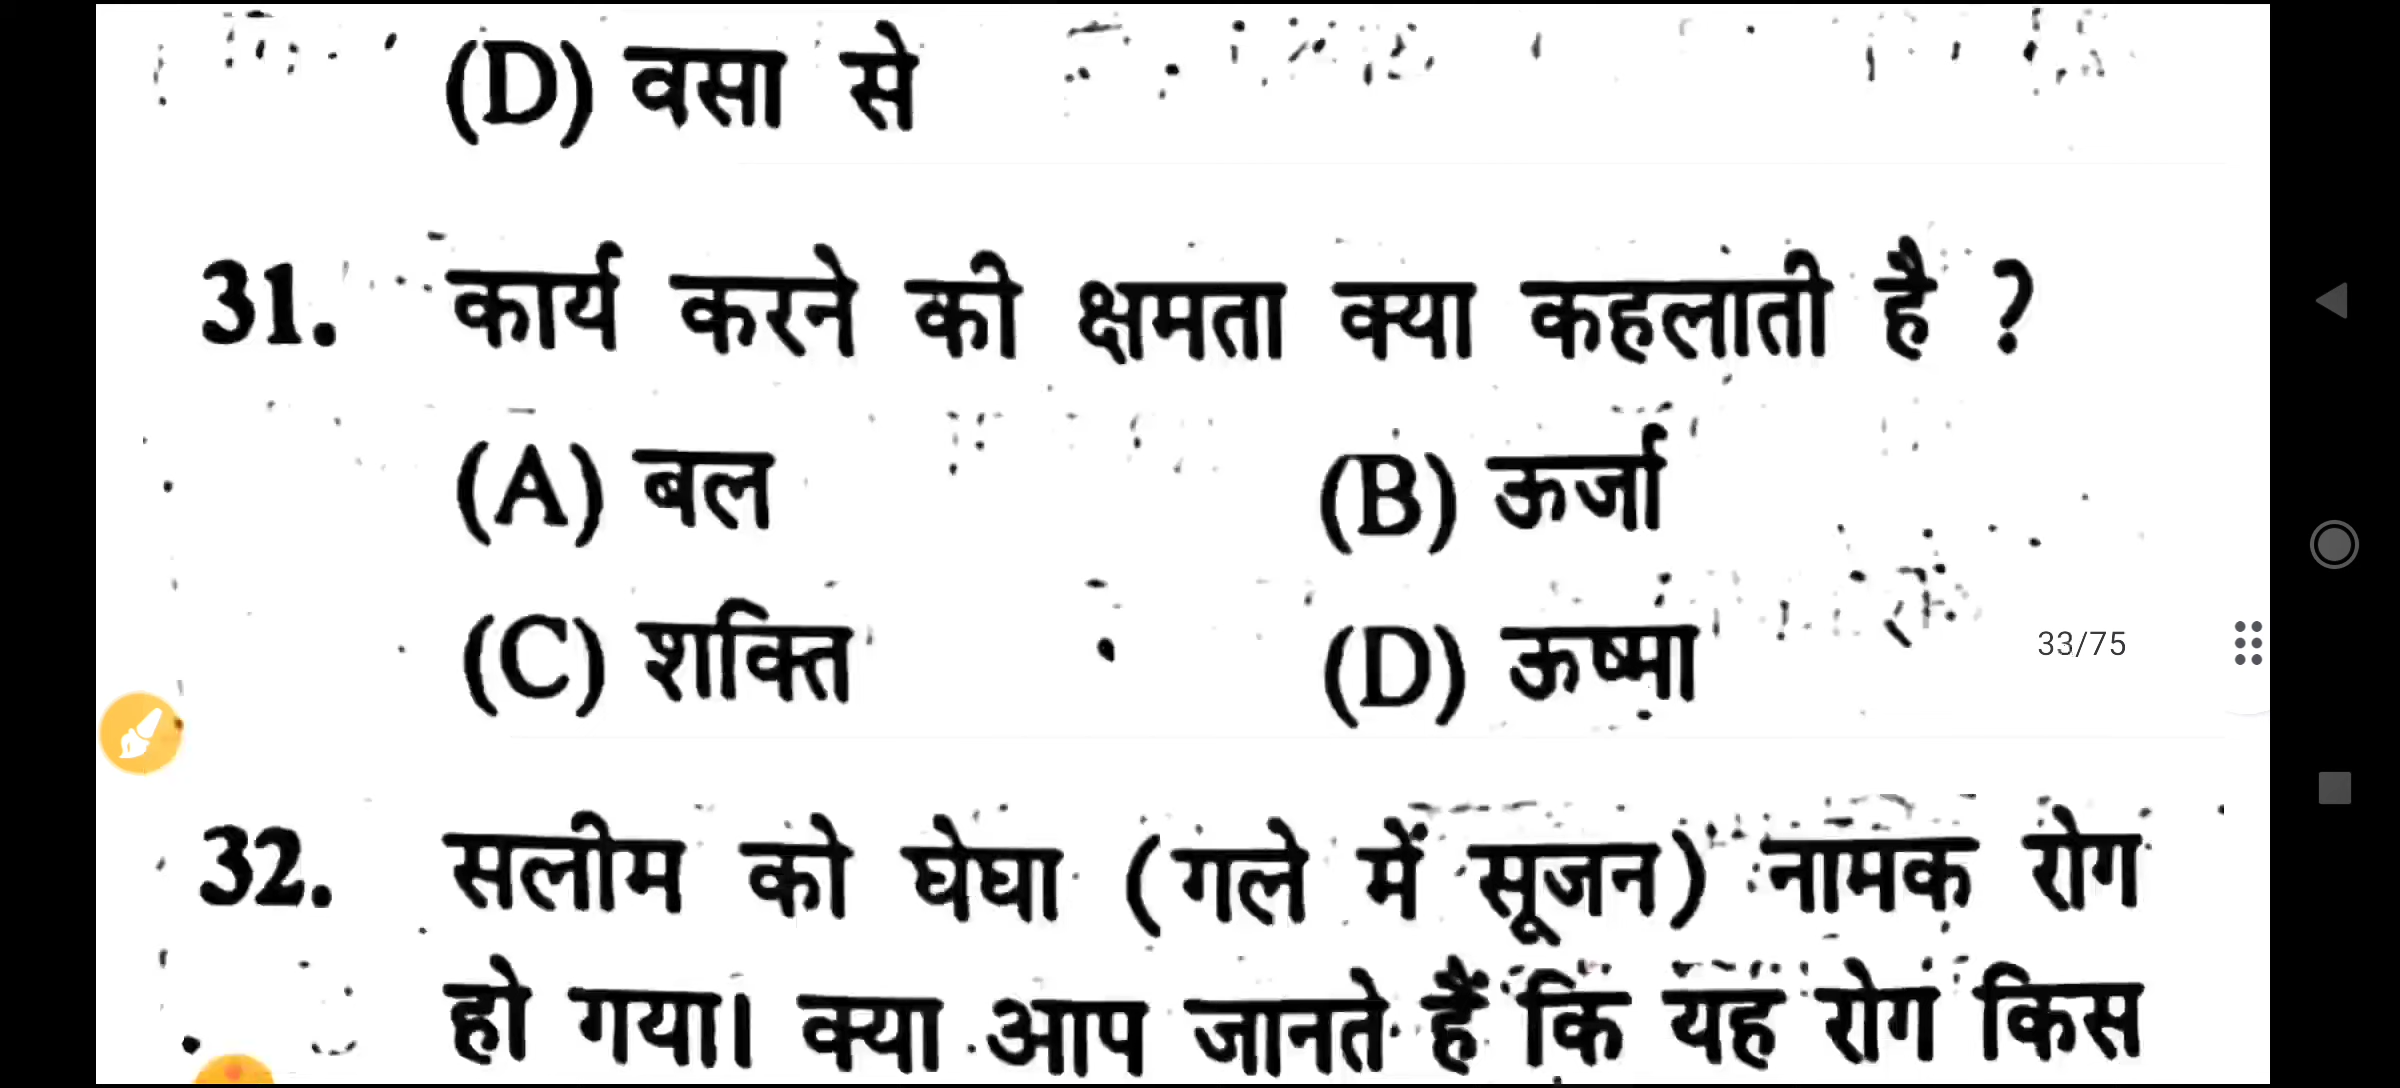 (D) वसा से
31. कार्य करने की क्षमता क्या कहलाती है ?
(A) बल (B) ऊर्जा
(C) शक्ति (D) ऊष्मा
33/75
32. सलीम को घेघा (गले में सूजन) नामक रोग
हो गया। क्या आप जानते हैं कि यह रोग किस